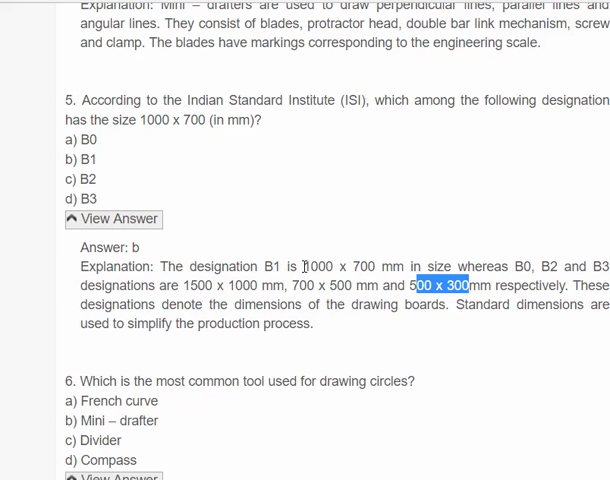 Explanation: Mini – drafters are used to draw perpendicular lines, parallel lines and
angular lines. They consist of blades, protractor head, double bar link mechanism, screw
and clamp. The blades have markings corresponding to the engineering scale.
5. According to the Indian Standard Institute (ISI), which among the following designation
has the size 1000 x 700 (in mm)?
a) B0
b) B1
c) B2
d) B3
View Answer
Answer: b
Explanation: The designation B1 is 1000 x 700 mm in size whereas B0, B2 and B3
designations are 1500 x 1000 mm, 700 x 500 mm and 500 x 300mm respectively. These
designations denote the dimensions of the drawing boards. Standard dimensions are
used to simplify the production process.
6. Which is the most common tool used for drawing circles?
a) French curve
b) Mini – drafter
c) Divider
d) Compass
View Answer